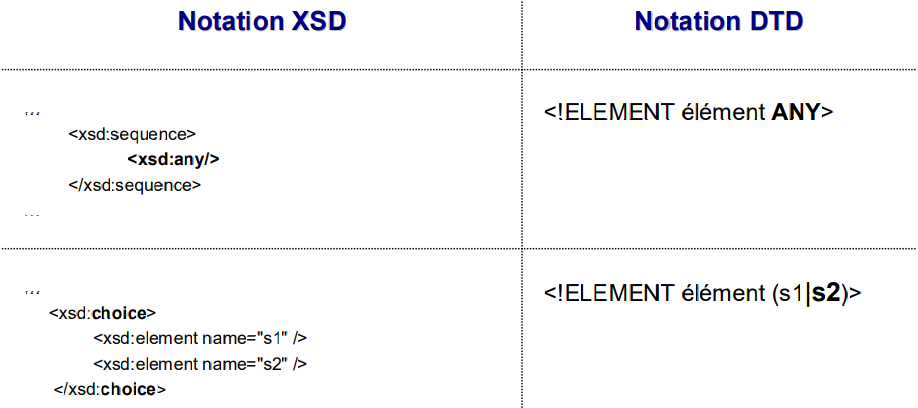 Notation XSD
Notation DTD
...
<xsd:sequence>
<xsd:any/>
</xsd:sequence>
...
<!ELEMENT élément ANY>
...
<xsd:choice>
<xsd:element name="s1" />
<xsd:element name="s2" />
</xsd:choice>
<!ELEMENT élément (s1|s2)>